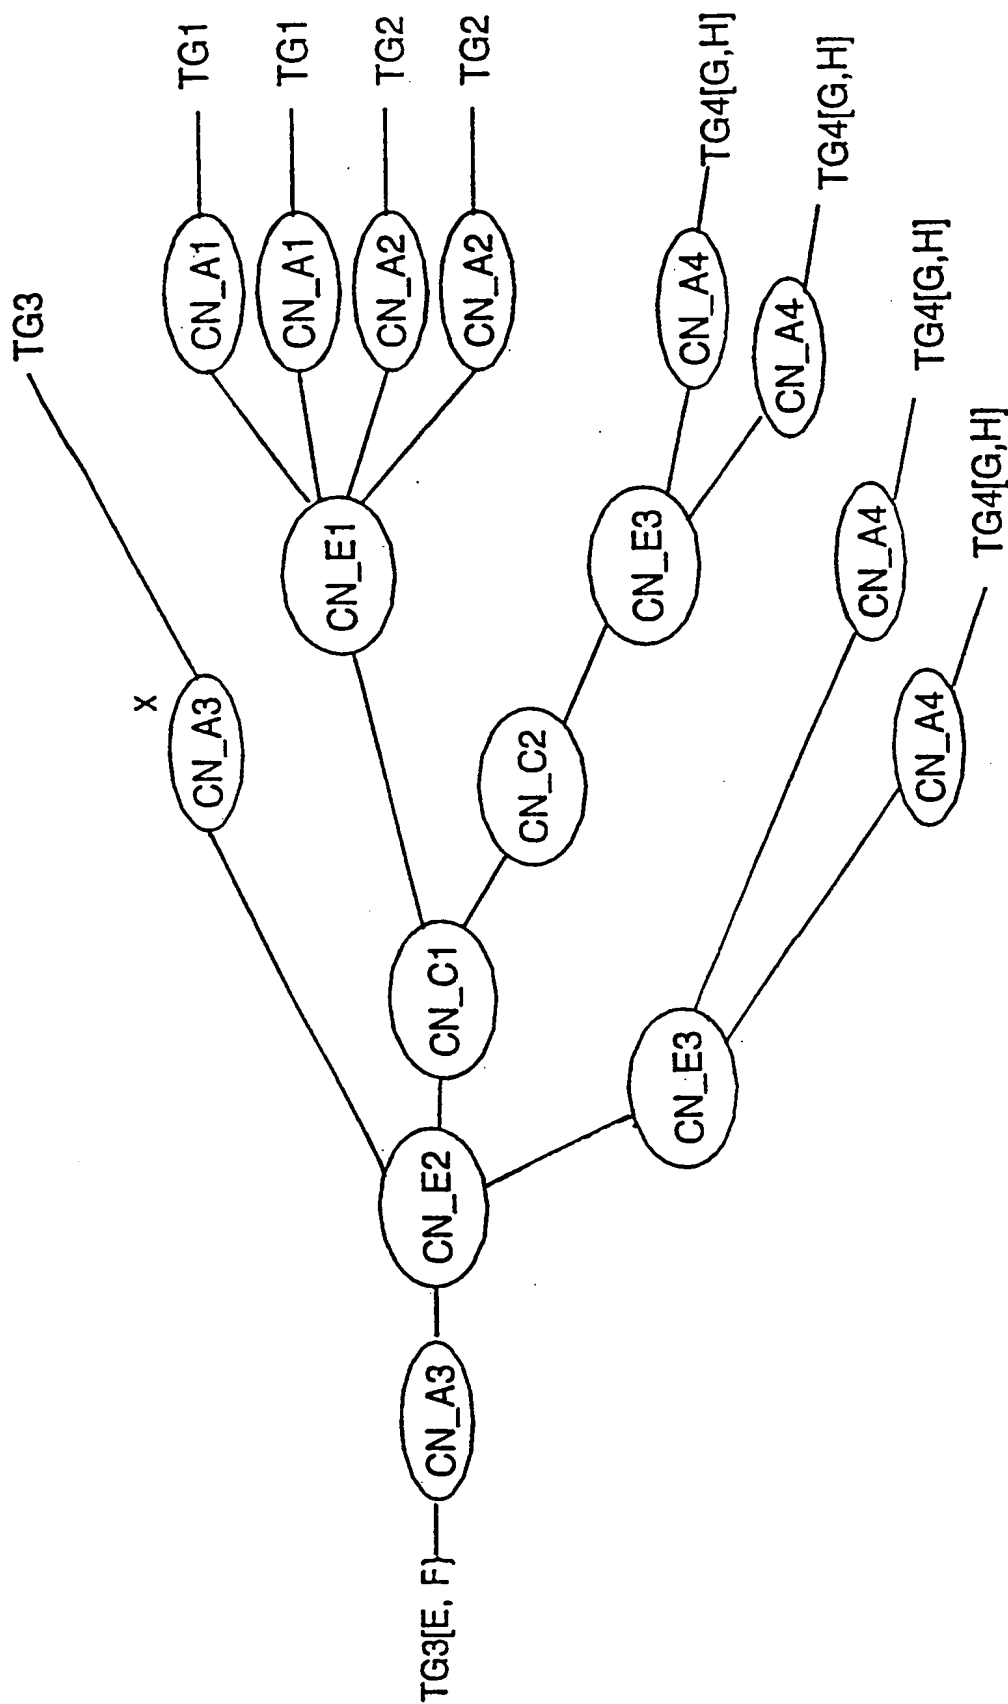 TG3[E, F}
CN_A3
CN_E2
CN_A3
X
TG3
CN_C1
CN_E1
CN_A1
TG1
CN_A1
TG1
CN_A2
TG2
CN_A2
TG2
CN_C2
CN_E3
CN_A4
TG4[G,H]
CN_A4
TG4[G,H]
CN_E3
CN_A4
TG4[G,H]
CN_A4
TG4[G,H]